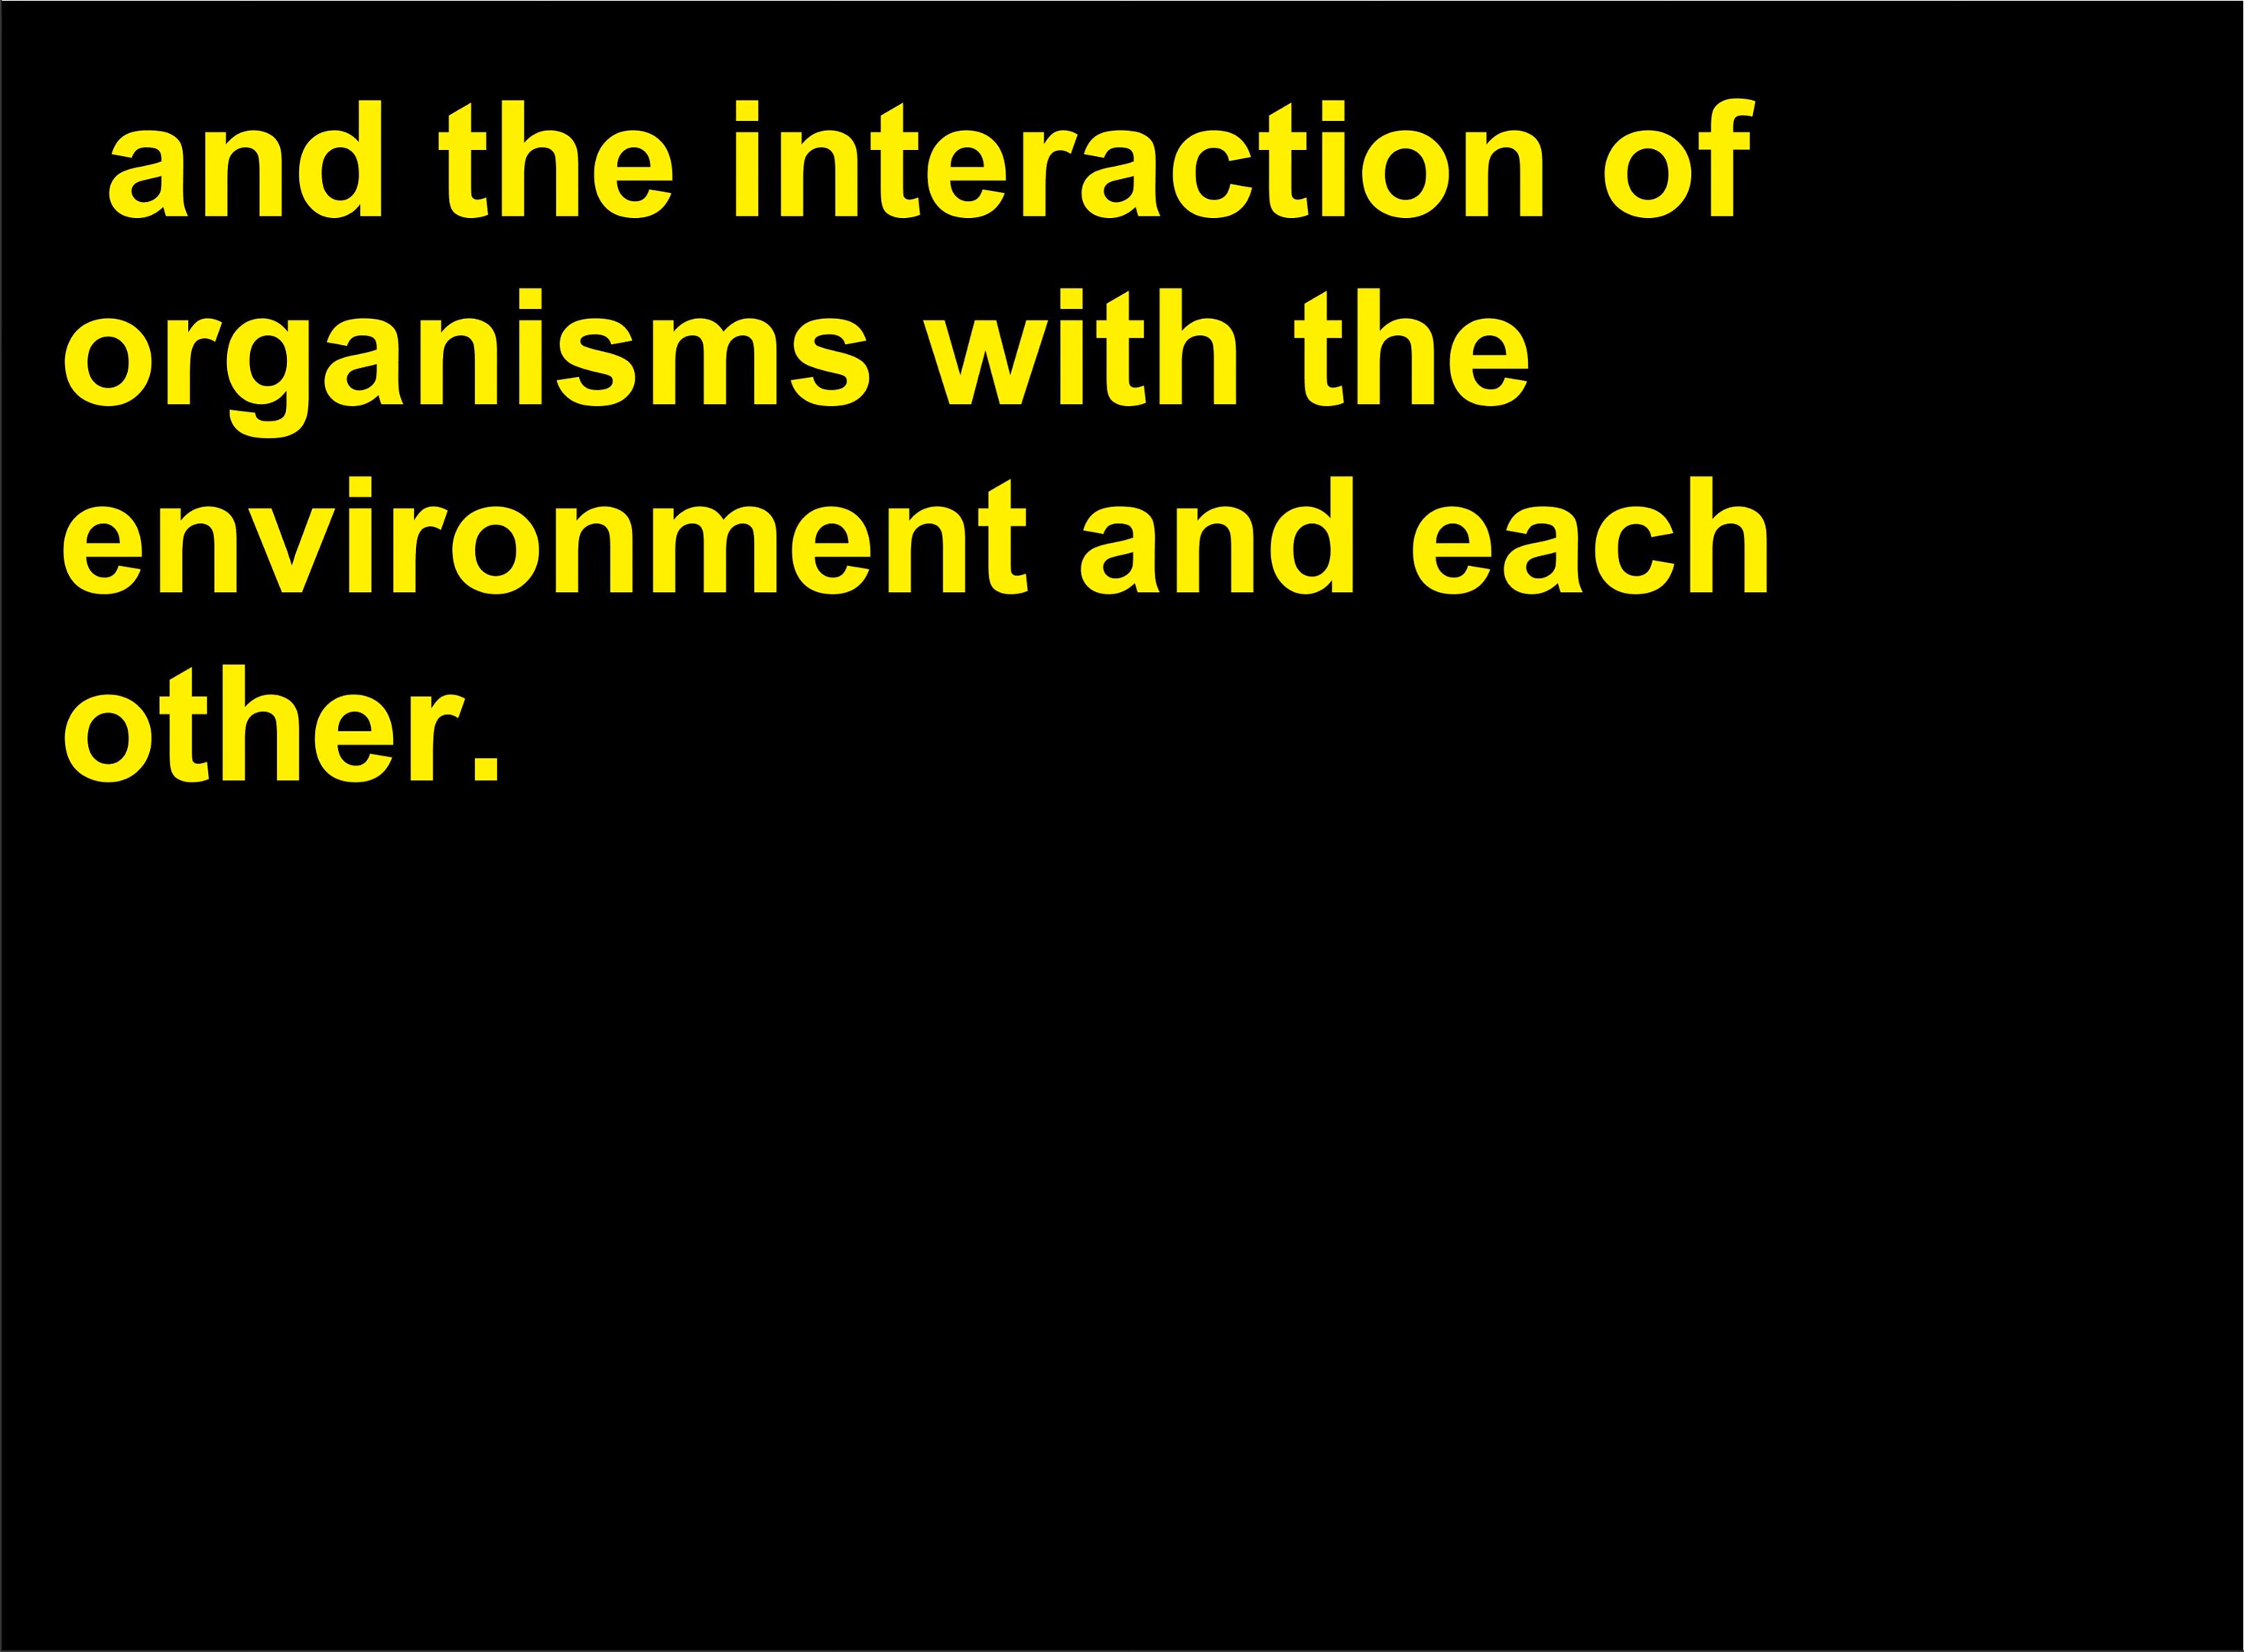 and the interaction of
organisms with the
environment and each
other.